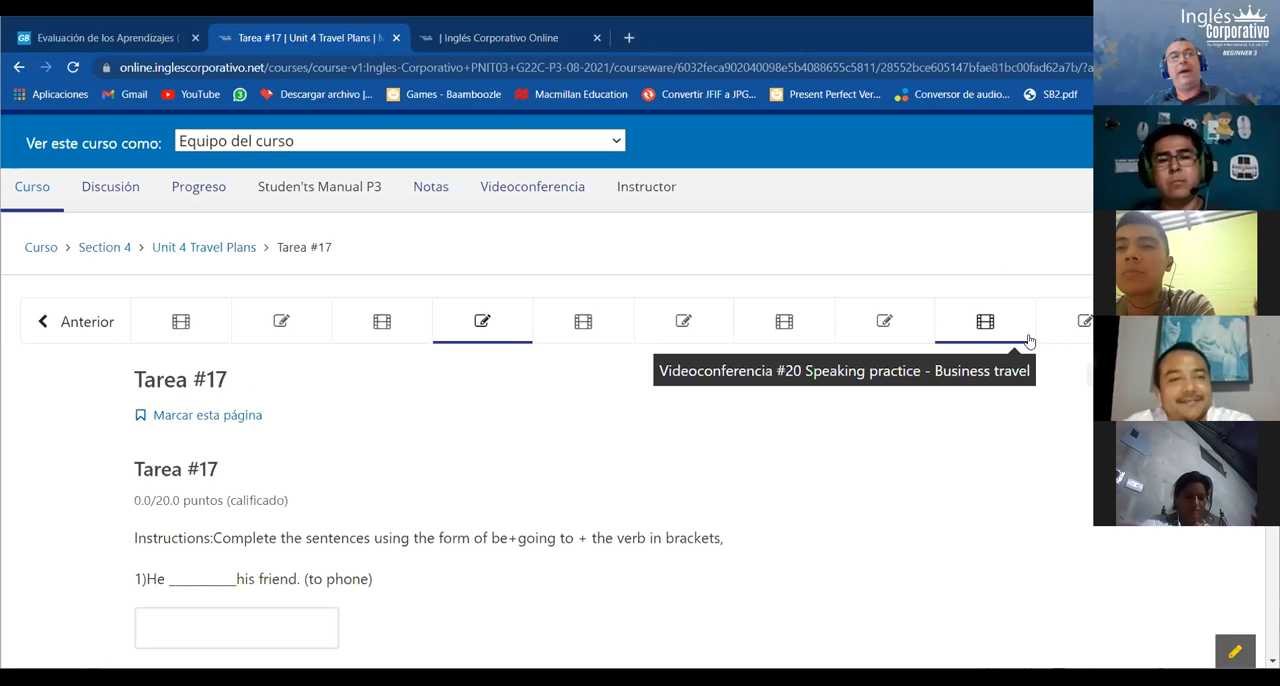 Evaluación de los Aprendizajes (
Tarea #17 | Unit 4 Travel Plans |
| Inglés Corporativo Online
online.inglescorporativo.net/courses/course-v1:Ingles-Corporativo+PNIT03+G22C-P3-08-2021/courseware/6032feca902040098e5b4088655c5811/28552bce605147bfae81bc00fad62a7b/?a
Aplicaciones Gmail YouTube Descargar archivo |... Games - Baamboozle Macmillan Education Convertir JFIF a JPG... Present Perfect Ver... Conversor de audio... SB2.pdf
Ver este curso como: Equipo del curso
Curso Discusión Progreso Studen'ts Manual P3 Notas Videoconferencia Instructor
Curso > Section 4 > Unit 4 Travel Plans > Tarea #17
Anterior
Videoconferencia #20 Speaking practice - Business travel
Tarea #17
Marcar esta página
Tarea #17
0.0/20.0 puntos (calificado)
Instructions:Complete the sentences using the form of be+going to + the verb in brackets,
1)He __________his friend. (to phone)
Inglés
Corporativo
BEGINNER 3